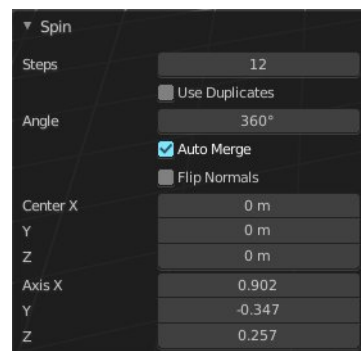 Spin
Steps 12
Use Duplicates
Angle 360°
Auto Merge
Flip Normals
Center X 0 m
Y 0 m
Z 0 m
Axis X 0.902
Y -0.347
Z 0.257